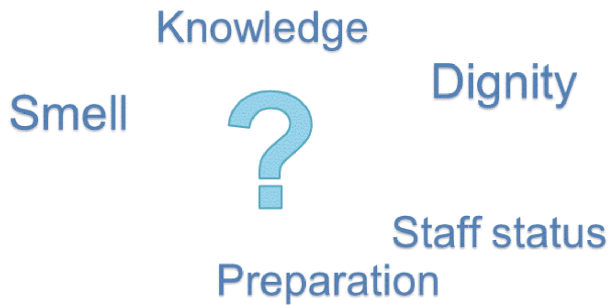 Knowledge
Dignity
Smell
?
Staff status
Preparation